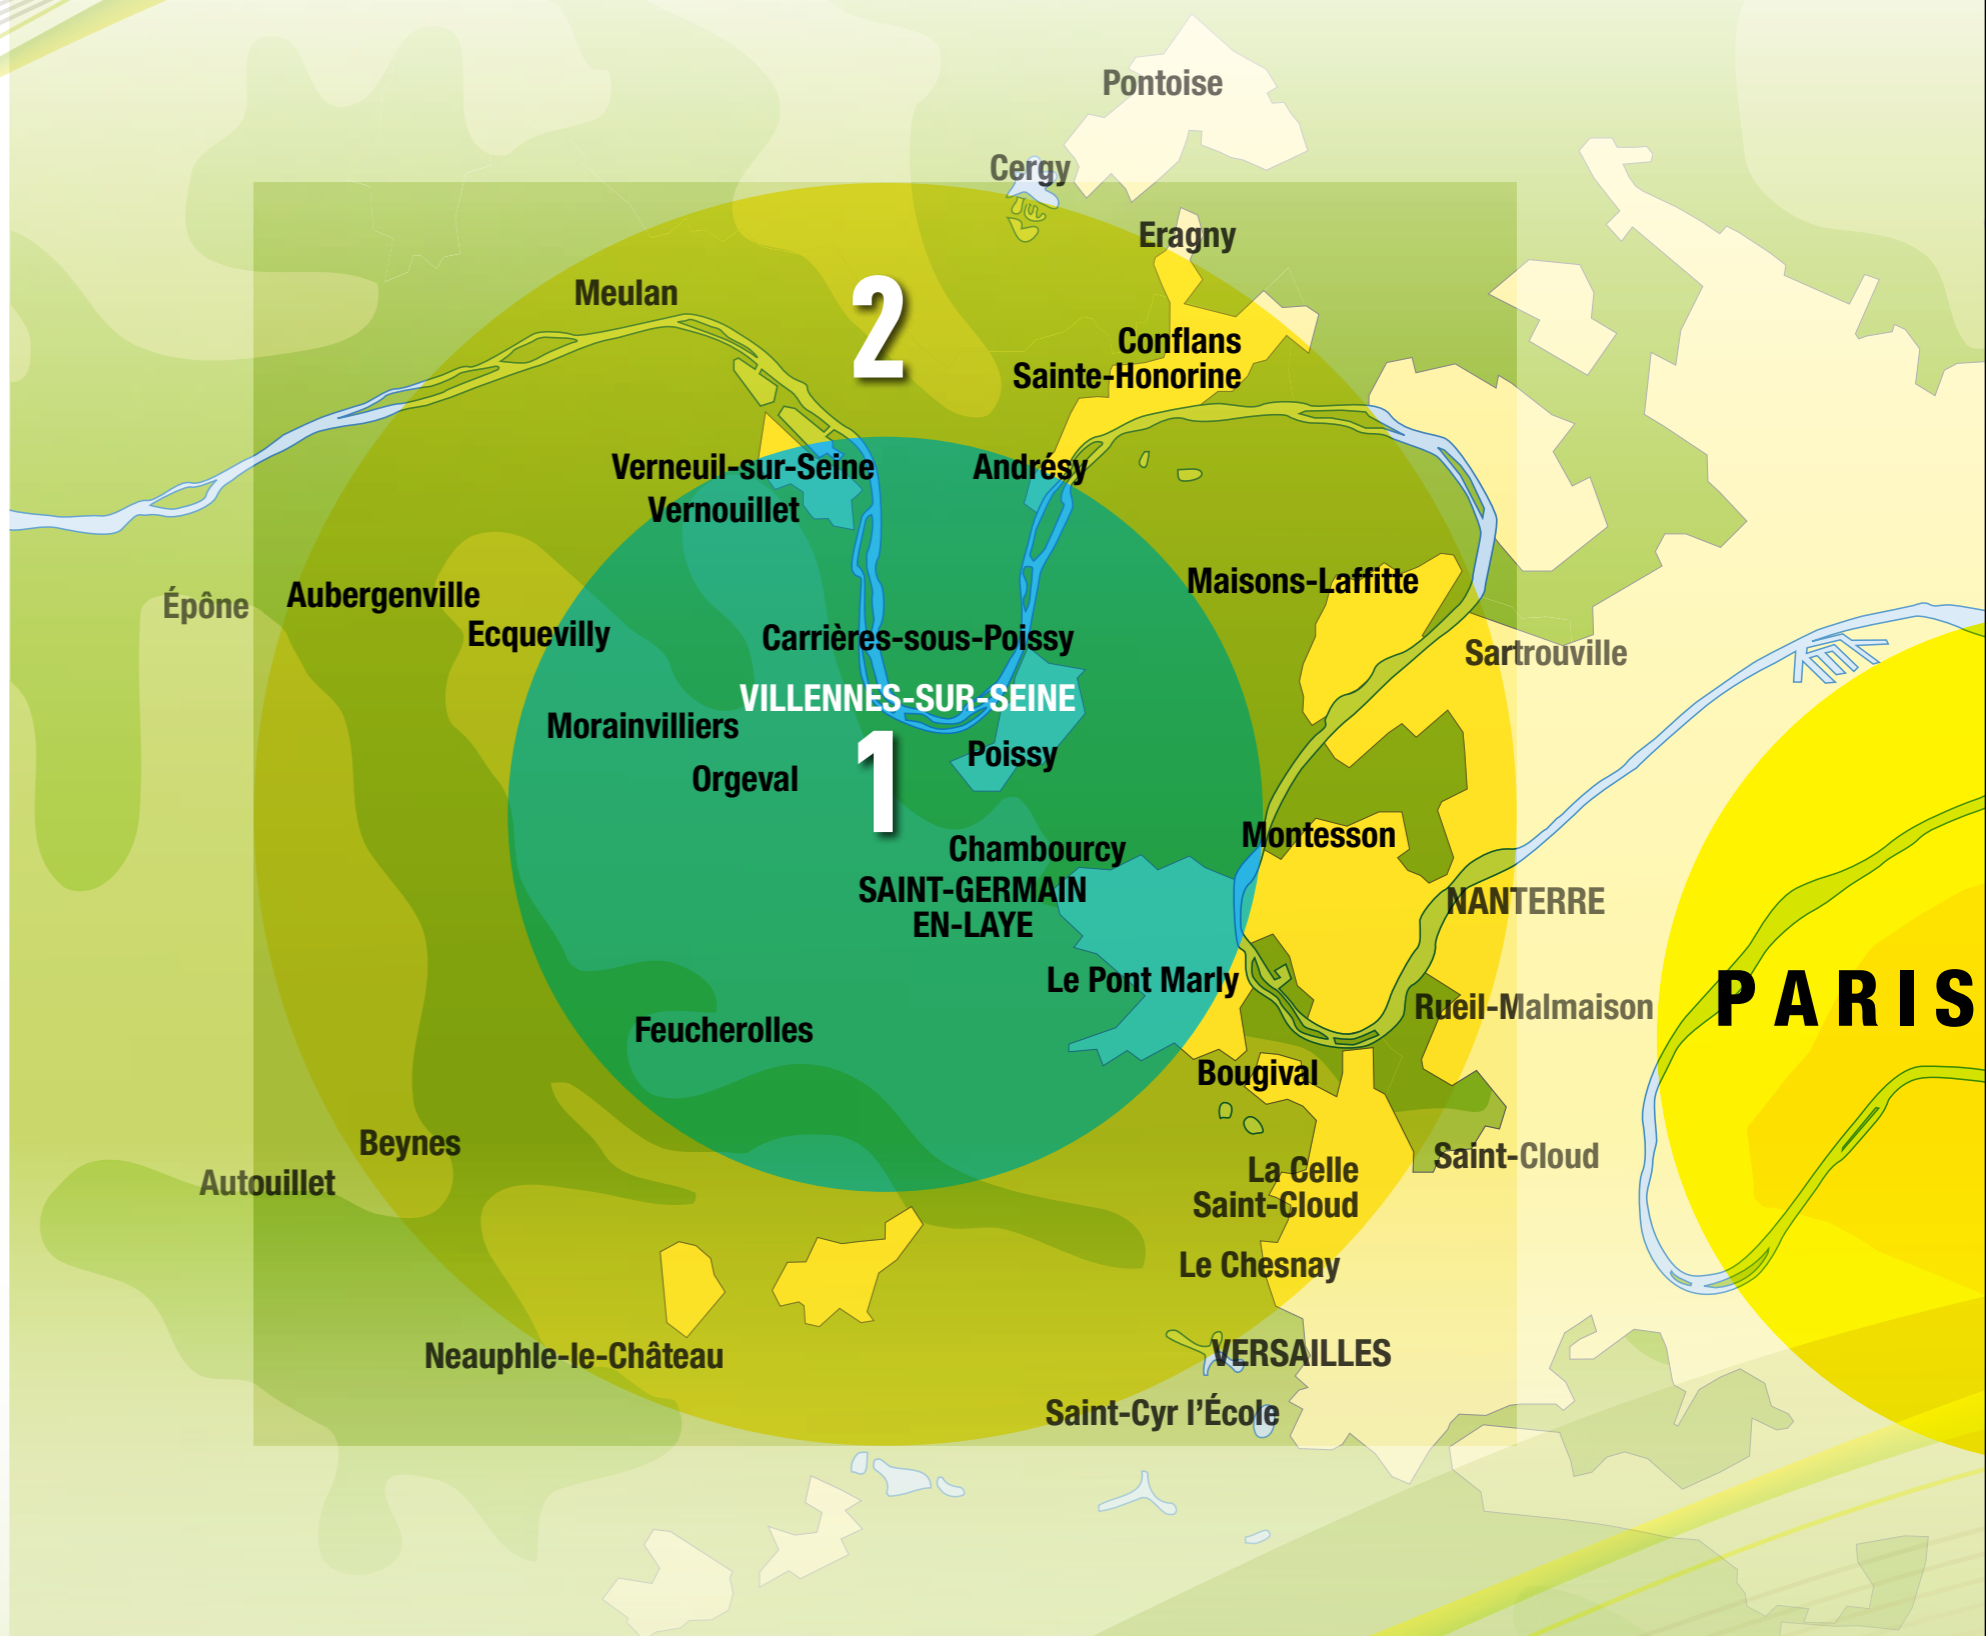 Pontoise
Cergy
Eragny
Meulan
2
Conflans
Sainte-Honorine
Verneuil-sur-Seine
Andrésy
Vernouillet
Maisons-Laffitte
Épône
Aubergenville
Ecquevilly
Carrières-sous-Poissy
Sartrouville
VILLENNES-SUR-SEINE
Morainvilliers
1
Poissy
Orgeval
Montesson
Chambourcy
SAINT-GERMAIN
EN-LAYE
NANTERRE
Le Pont Marly
Rueil-Malmaison
PARIS
Feucherolles
Bougival
Beynes
Saint-Cloud
Autouillet
La Celle
Saint-Cloud
Le Chesnay
Neauphle-le-Château
VERSAILLES
Saint-Cyr l'École